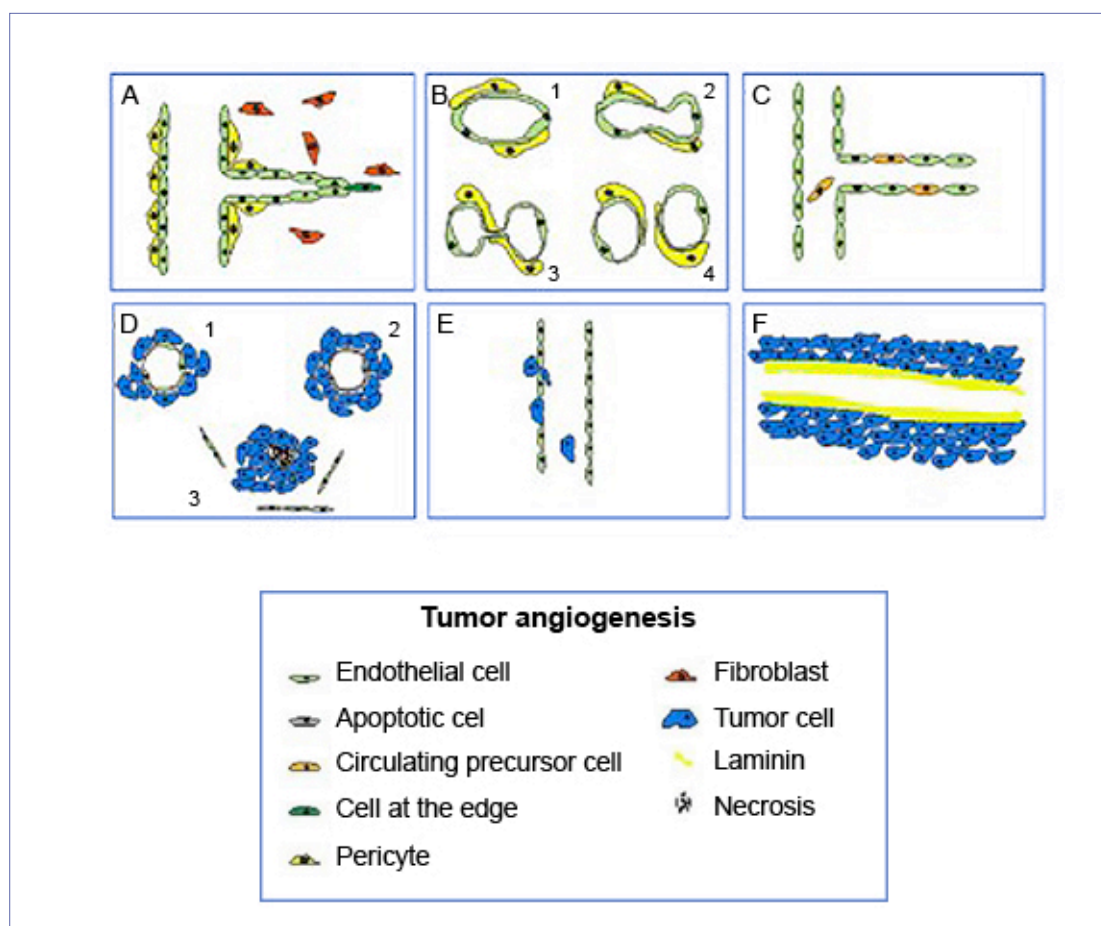 A
B
1
2
3
4
C
D
1
2
3
E
F
Tumor angiogenesis
Endothelial cell
Apoptotic cel
Circulating precursor cell
Cell at the edge
Pericyte
Fibroblast
Tumor cell
Laminin
Necrosis